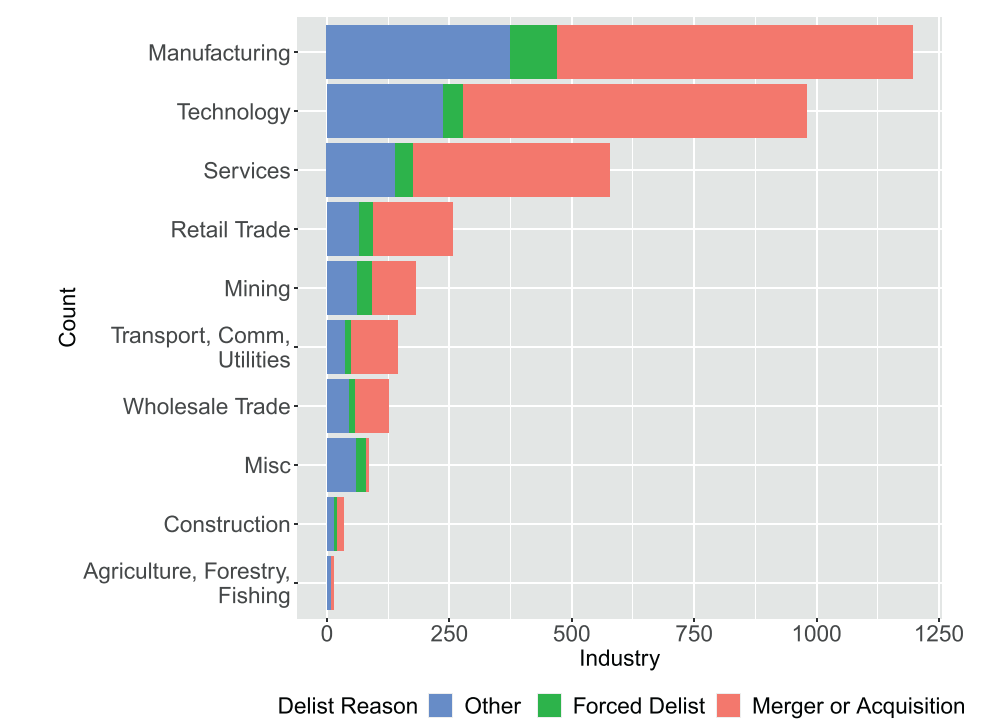 Manufacturing
Technology
Services
Retail Trade
Mining
Transport, Comm,
Utilities
Wholesale Trade
Misc
Construction
Agriculture, Forestry,
Fishing
Count
0 250 500 750 1000 1250
Industry
Delist Reason Other Forced Delist Merger or Acquisition